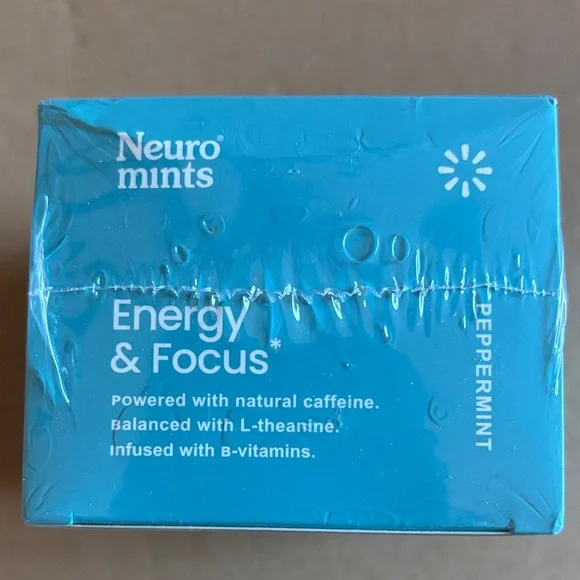 Neuro®
mints
Energy
& Focus*
Powered with natural caffeine.
Balanced with L-theanine.
Infused with B-vitamins.
PEPPERMINT